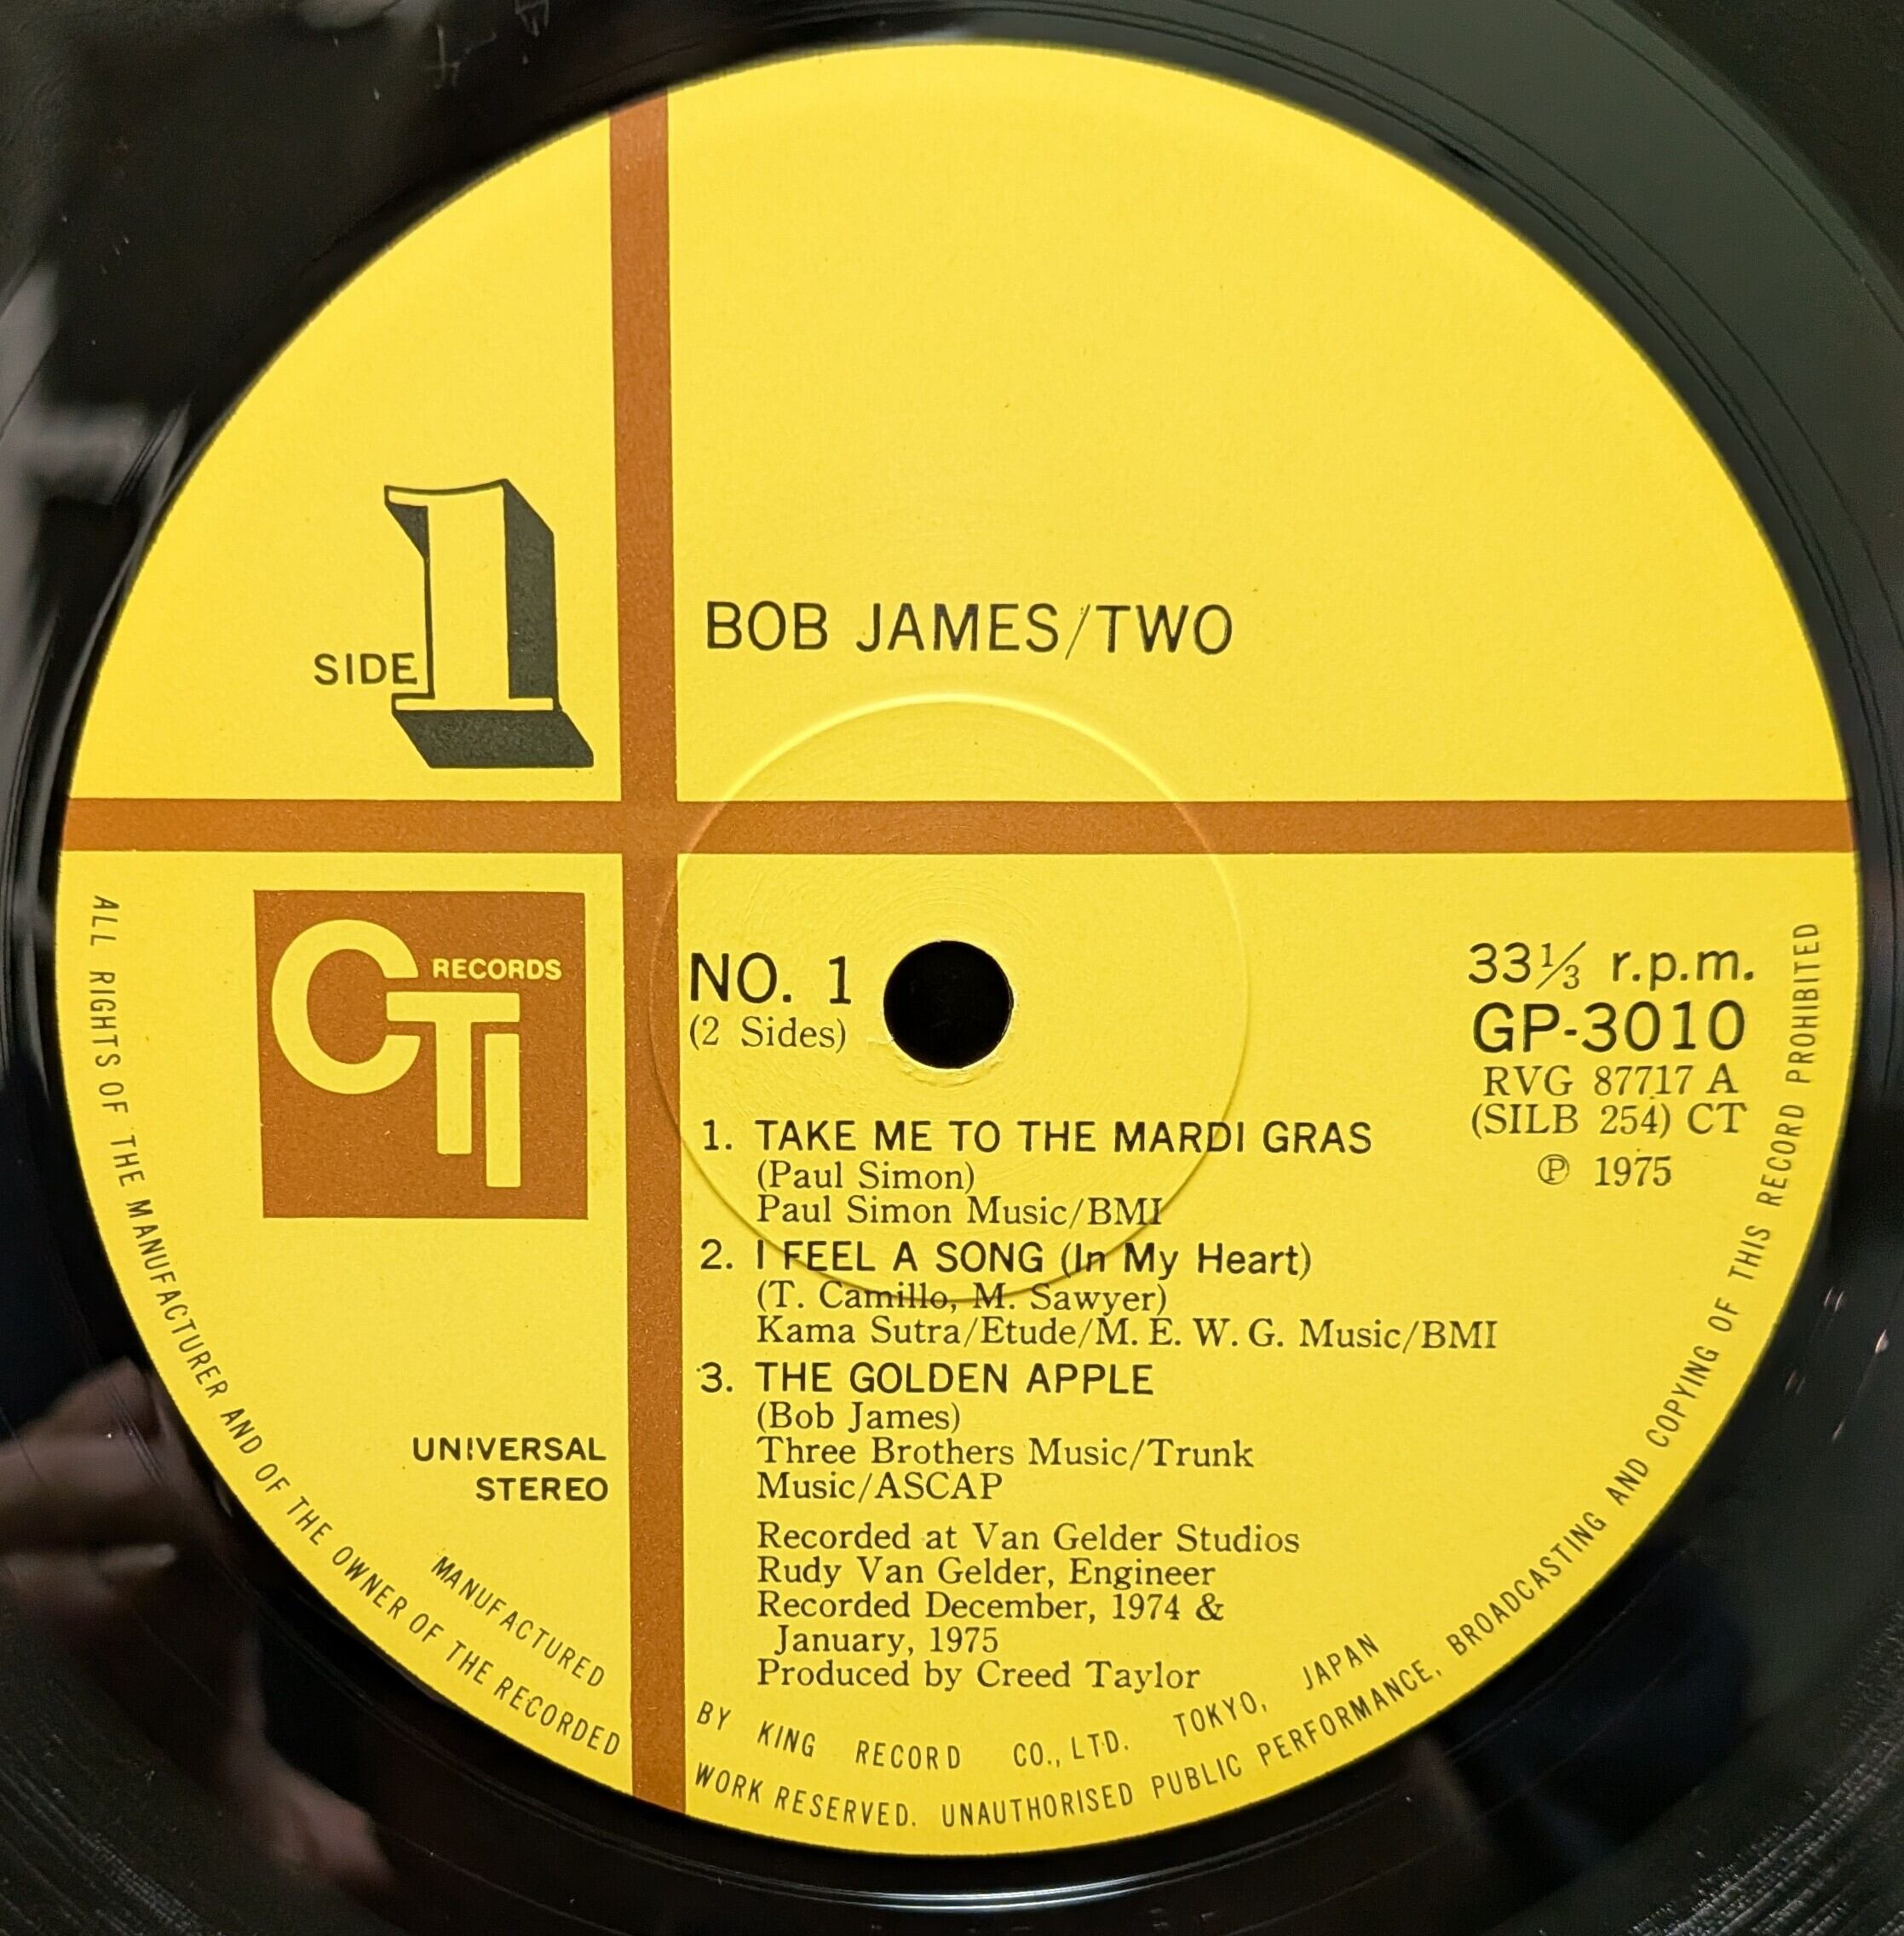 SIDE 1
BOB JAMES/TWO
CTI RECORDS
NO. 1
(2 Sides)
33⅓ r.p.m.
GP-3010
RVG 87717 A
(SILB 254) CT
℗ 1975
1. TAKE ME TO THE MARDI GRAS
(Paul Simon)
Paul Simon Music/BMI
2. I FEEL A SONG (In My Heart)
(T. Camillo, M. Sawyer)
Kama Sutra/Etude/M. E. W. G. Music/BMI
3. THE GOLDEN APPLE
(Bob James)
Three Brothers Music/Trunk
Music/ASCAP
UNIVERSAL
STEREO
Recorded at Van Gelder Studios
Rudy Van Gelder, Engineer
Recorded December, 1974 &
January, 1975
Produced by Creed Taylor
MANUFACTURED BY KING RECORD CO., LTD. TOKYO, JAPAN
ALL RIGHTS OF THE MANUFACTURER AND OF THE OWNER OF THE RECORDED WORK RESERVED. UNAUTHORISED PUBLIC PERFORMANCE, BROADCASTING AND COPYING OF THIS RECORD PROHIBITED